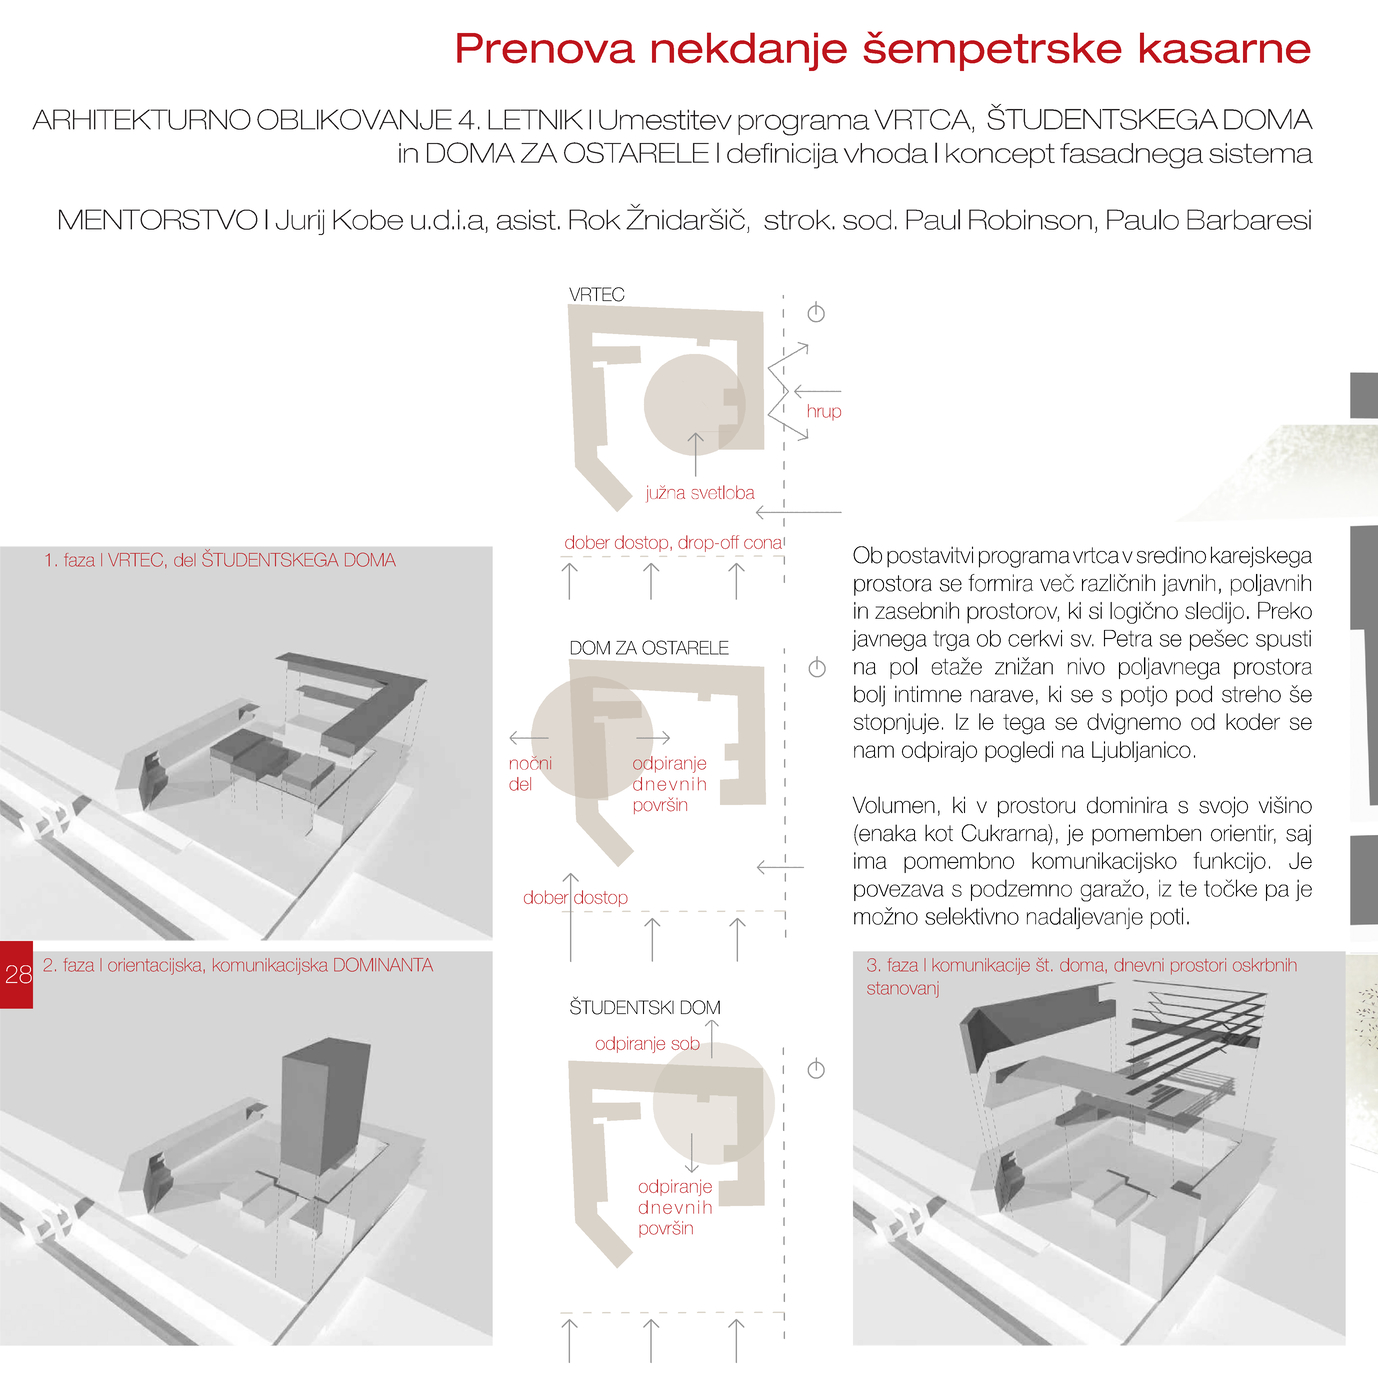 Prenova nekdanje šempetrske kasarne
ARHITEKTURNO OBLIKOVANJE 4. LETNIK | Umestitev programa VRTCA, ŠTUDENTSKEGA DOMA
in DOMA ZA OSTARELE | definicija vhoda | koncept fasadnega sistema
MENTORSTVO | Jurij Kobe u.d.i.a, asist. Rok Žnidaršič, strok. sod. Paul Robinson, Paulo Barbaresi
VRTEC
hrup
južna svetloba
dober dostop, drop-off cona
1. faza | VRTEC, del ŠTUDENTSKEGA DOMA
DOM ZA OSTARELE
nočni
del
odpiranje
dnevnih
površin
dober dostop
Ob postavitvi programa vrtca v sredino karejskega
prostora se formira več različnih javnih, poljavnih
in zasebnih prostorov, ki si logično sledijo. Preko
javnega trga ob cerkvi sv. Petra se pešec spusti
na pol etaže znižan nivo poljavnega prostora
bolj intimne narave, ki se s potjo pod streho še
stopnjuje. Iz le tega se dvignemo od koder se
nam odpirajo pogledi na Ljubljanico.
Volumen, ki v prostoru dominira s svojo višino
(enaka kot Cukrarna), je pomemben orientir, saj
ima pomembno komunikacijsko funkcijo. Je
povezava s podzemno garažo, iz te točke pa je
možno selektivno nadaljevanje poti.
28
2. faza | orientacijska, komunikacijska DOMINANTA
ŠTUDENTSKI DOM
odpiranje sob
odpiranje
dnevnih
površin
3. faza | komunikacije št. doma, dnevni prostori oskrbnih
stanovanj